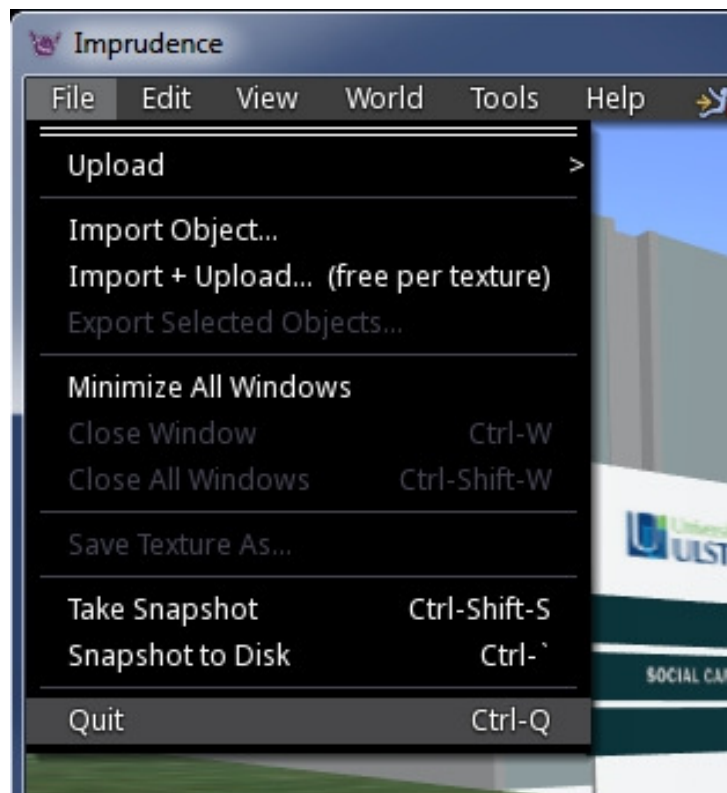 Imprudence
File Edit View World Tools Help
Upload >
Import Object...
Import + Upload... (free per texture)
Export Selected Objects...
Minimize All Windows
Close Window Ctrl-W
Close All Windows Ctrl-Shift-W
Save Texture As...
Take Snapshot Ctrl-Shift-S
Snapshot to Disk Ctrl-`
Quit Ctrl-Q
Univers
ULST
SOCIAL CAR